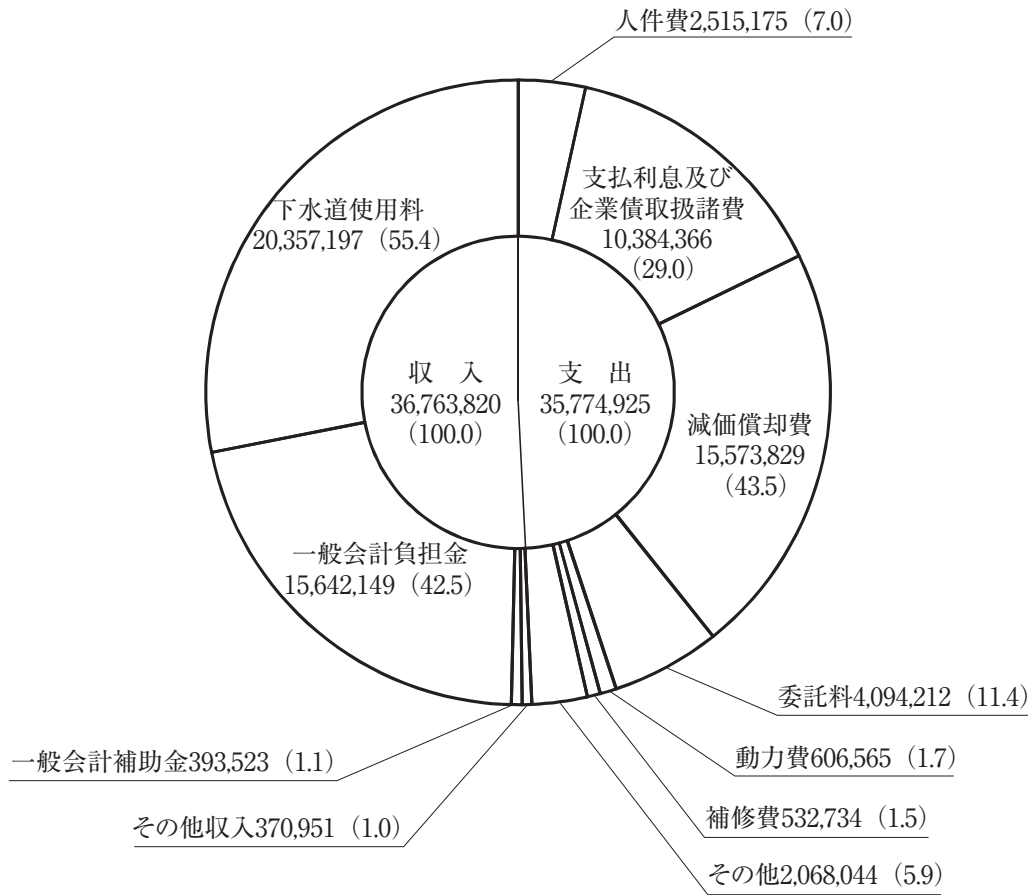 人件費2,515,175（7.0）
下水道使用料
20,357,197（55.4）
支払利息及び
企業債取扱諸費
10,384,366
（29.0）
収　入
36,763,820
（100.0）
支　出
35,774,925
（100.0）
減価償却費
15,573,829
（43.5）
一般会計負担金
15,642,149（42.5）
委託料4,094,212（11.4）
一般会計補助金393,523（1.1）
動力費606,565（1.7）
その他収入370,951（1.0）
補修費532,734（1.5）
その他2,068,044（5.9）